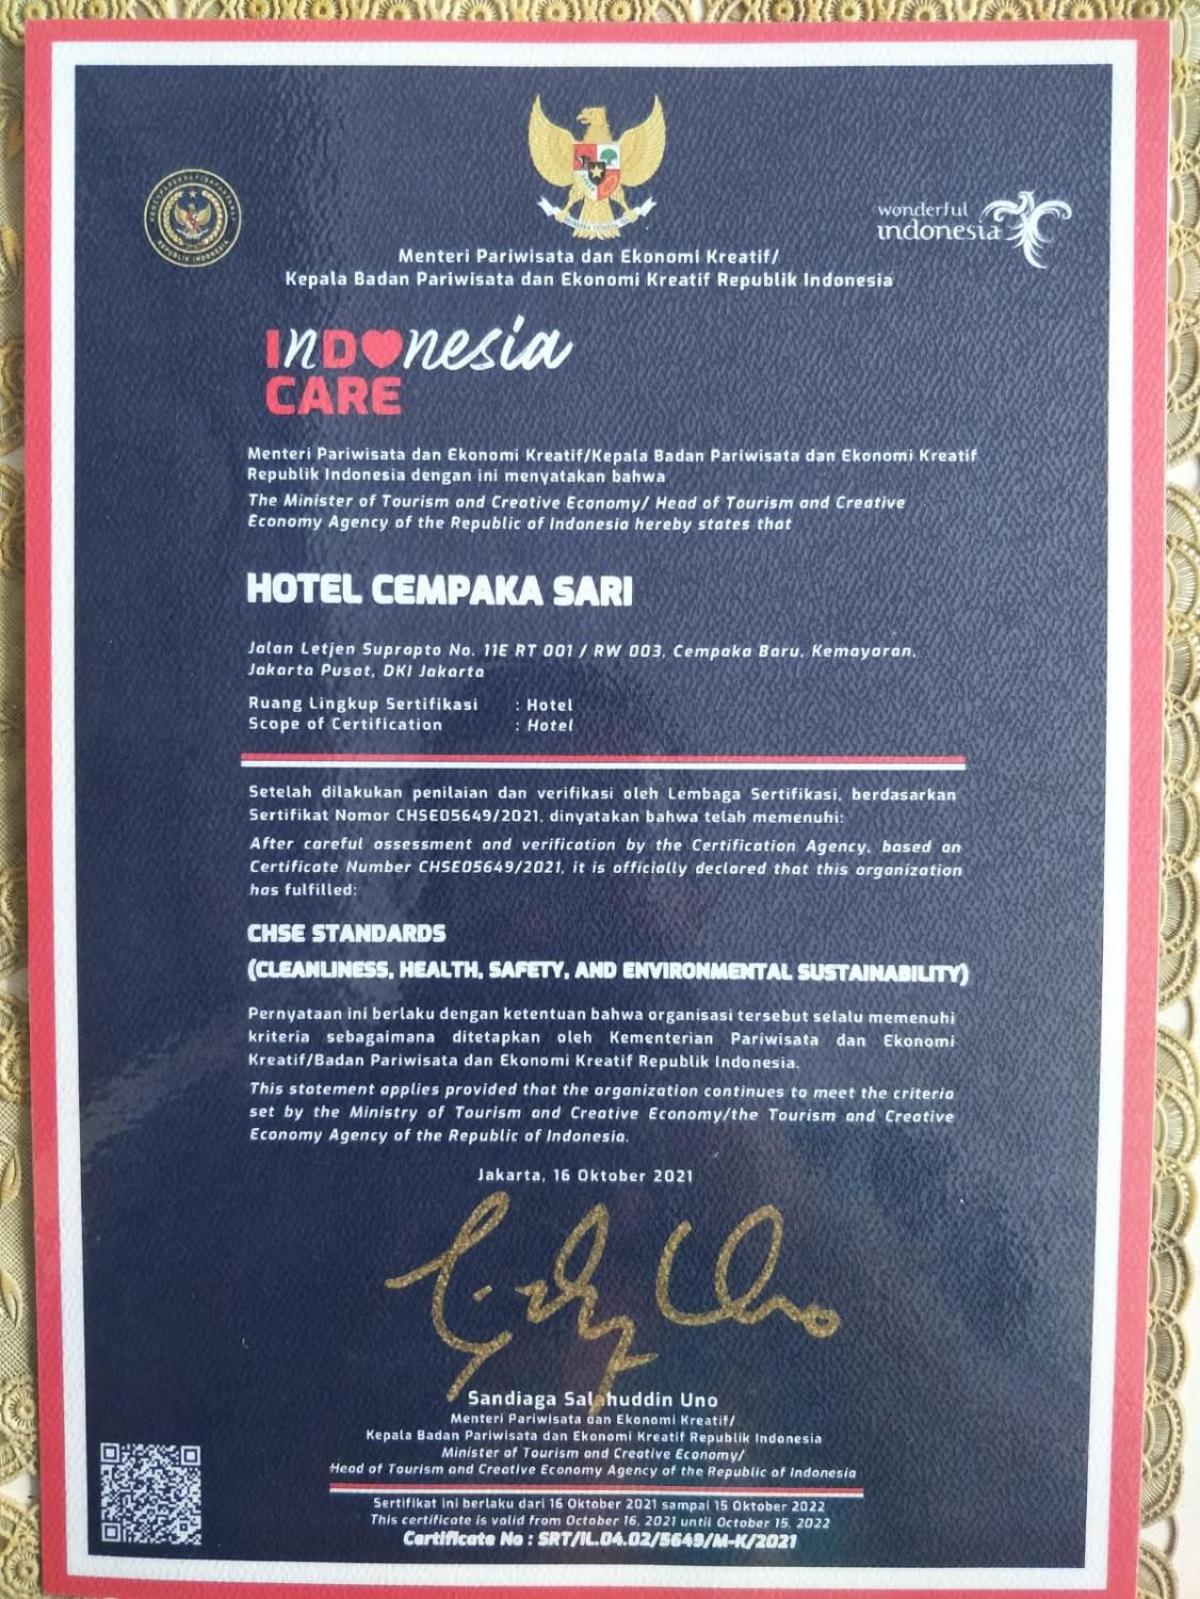 wonderful
indonesia
Menteri Pariwisata dan Ekonomi Kreatif/
Kepala Badan Pariwisata dan Ekonomi Kreatif Republik Indonesia
INDONesia
CARE
Menteri Pariwisata dan Ekonomi Kreatif/Kepala Badan Pariwisata dan Ekonomi Kreatif
Republik Indonesia dengan ini menyatakan bahwa
The Minister of Tourism and Creative Economy/ Head of Tourism and Creative
Economy Agency of the Republic of Indonesia hereby states that
HOTEL CEMPAKA SARI
Jalan Letjen Suprapto No. 11E RT 001 / RW 003, Cempaka Baru, Kemayoran,
Jakarta Pusat, DKI Jakarta
Ruang Lingkup Sertifikasi : Hotel
Scope of Certification : Hotel
Setelah dilakukan penilaian dan verifikasi oleh Lembaga Sertifikasi, berdasarkan
Sertifikat Nomor CHSE05649/2021, dinyatakan bahwa telah memenuhi:
After careful assessment and verification by the Certification Agency, based on
Certificate Number CHSE05649/2021, it is officially declared that this organization
has fulfilled:
CHSE STANDARDS
(CLEANLINESS, HEALTH, SAFETY, AND ENVIRONMENTAL SUSTAINABILITY)
Pernyataan ini berlaku dengan ketentuan bahwa organisasi tersebut selalu memenuhi
kriteria sebagaimana ditetapkan oleh Kementerian Pariwisata dan Ekonomi
Kreatif/Badan Pariwisata dan Ekonomi Kreatif Republik Indonesia.
This statement applies provided that the organization continues to meet the criteria
set by the Ministry of Tourism and Creative Economy/the Tourism and Creative
Economy Agency of the Republic of Indonesia.
Jakarta, 16 Oktober 2021
Sandiaga Salahuddin Uno
Menteri Pariwisata dan Ekonomi Kreatif/
Kepala Badan Pariwisata dan Ekonomi Kreatif Republik Indonesia
Minister of Tourism and Creative Economy/
Head of Tourism and Creative Economy Agency of the Republic of Indonesia
Sertifikat ini berlaku dari 16 Oktober 2021 sampai 15 Oktober 2022
This certificate is valid from October 16, 2021 until October 15, 2022
Certificate No : SRT/IL.04.02/5649/M-K/2021